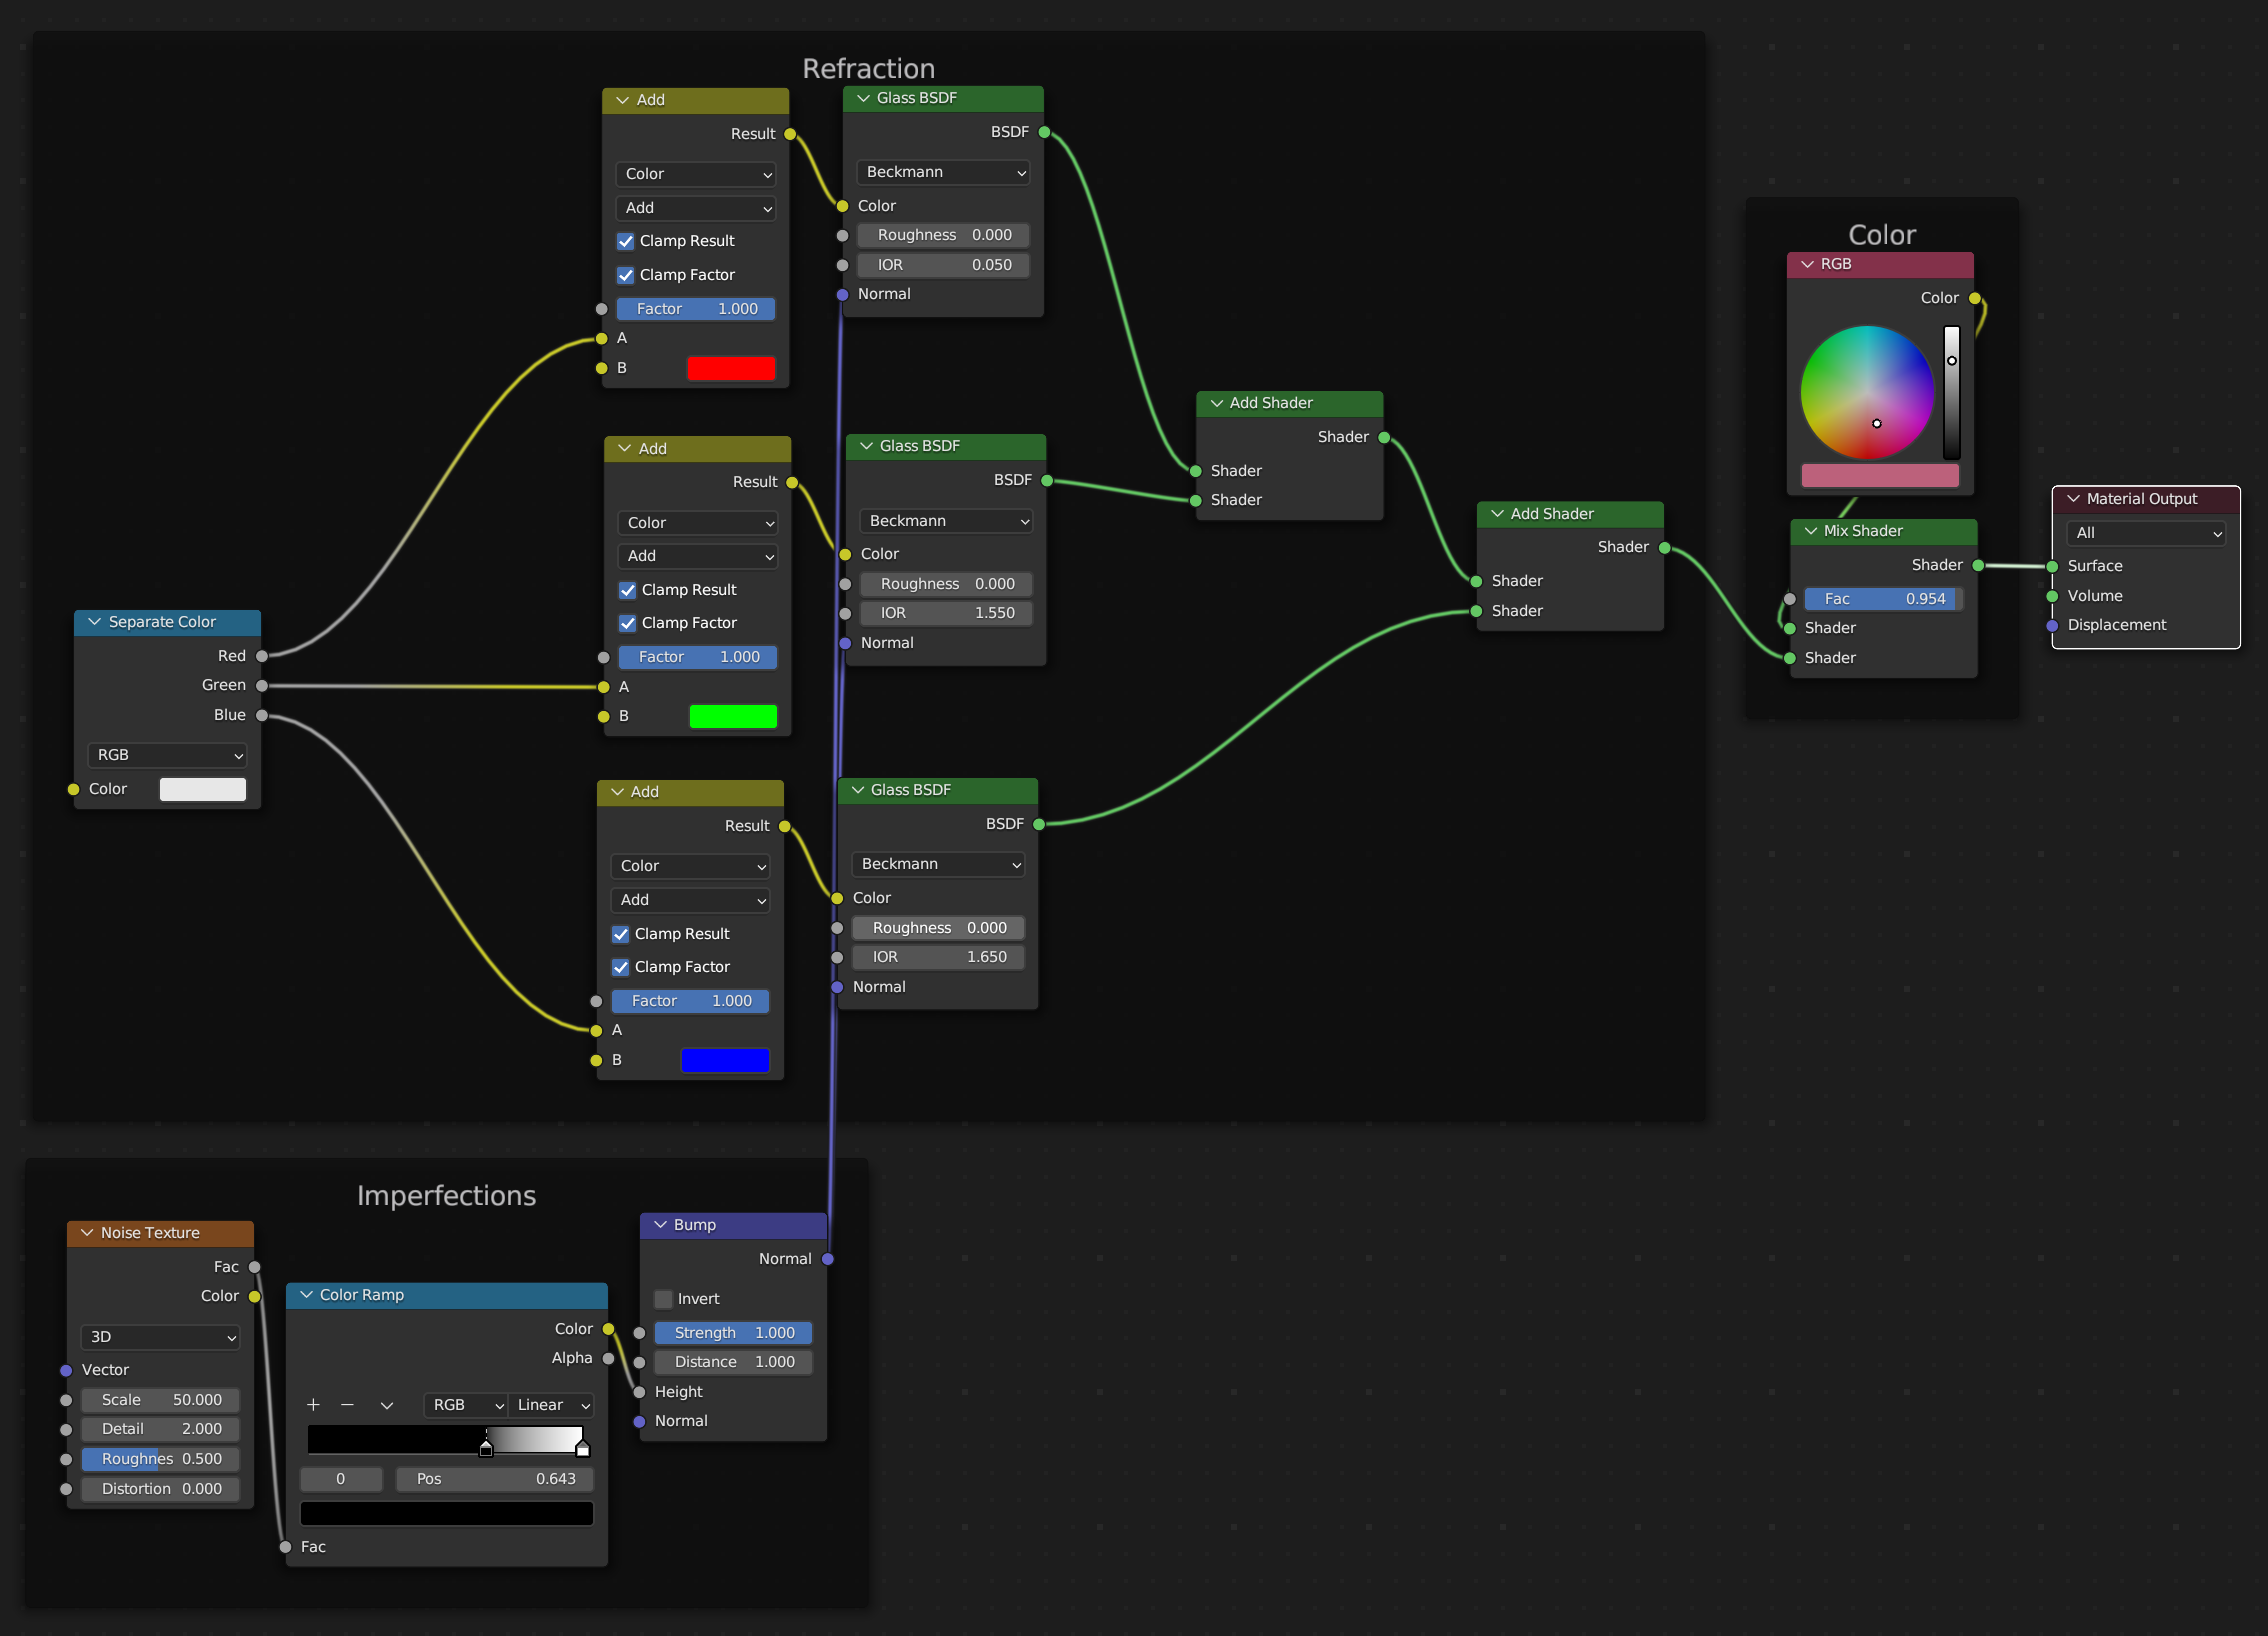 Refraction
Add
Result
Color
Add
Clamp Result
Clamp Factor
Factor 1.000
A
B
Glass BSDF
BSDF
Beckmann
Color
Roughness 0.000
IOR 0.050
Normal
Add
Result
Color
Add
Clamp Result
Clamp Factor
Factor 1.000
A
B
Glass BSDF
BSDF
Beckmann
Color
Roughness 0.000
IOR 1.550
Normal
Separate Color
Red
Green
Blue
RGB
Color
Add
Result
Color
Add
Clamp Result
Clamp Factor
Factor 1.000
A
B
Glass BSDF
BSDF
Beckmann
Color
Roughness 0.000
IOR 1.650
Normal
Add Shader
Shader
Shader
Shader
Add Shader
Shader
Shader
Shader
Color
RGB
Color
Mix Shader
Shader
Fac 0.954
Shader
Shader
Material Output
All
Surface
Volume
Displacement
Imperfections
Noise Texture
Fac
Color
3D
Vector
Scale 50.000
Detail 2.000
Roughnes 0.500
Distortion 0.000
Color Ramp
Color
Alpha
RGB Linear
0 Pos 0.643
Fac
Bump
Normal
Invert
Strength 1.000
Distance 1.000
Height
Normal